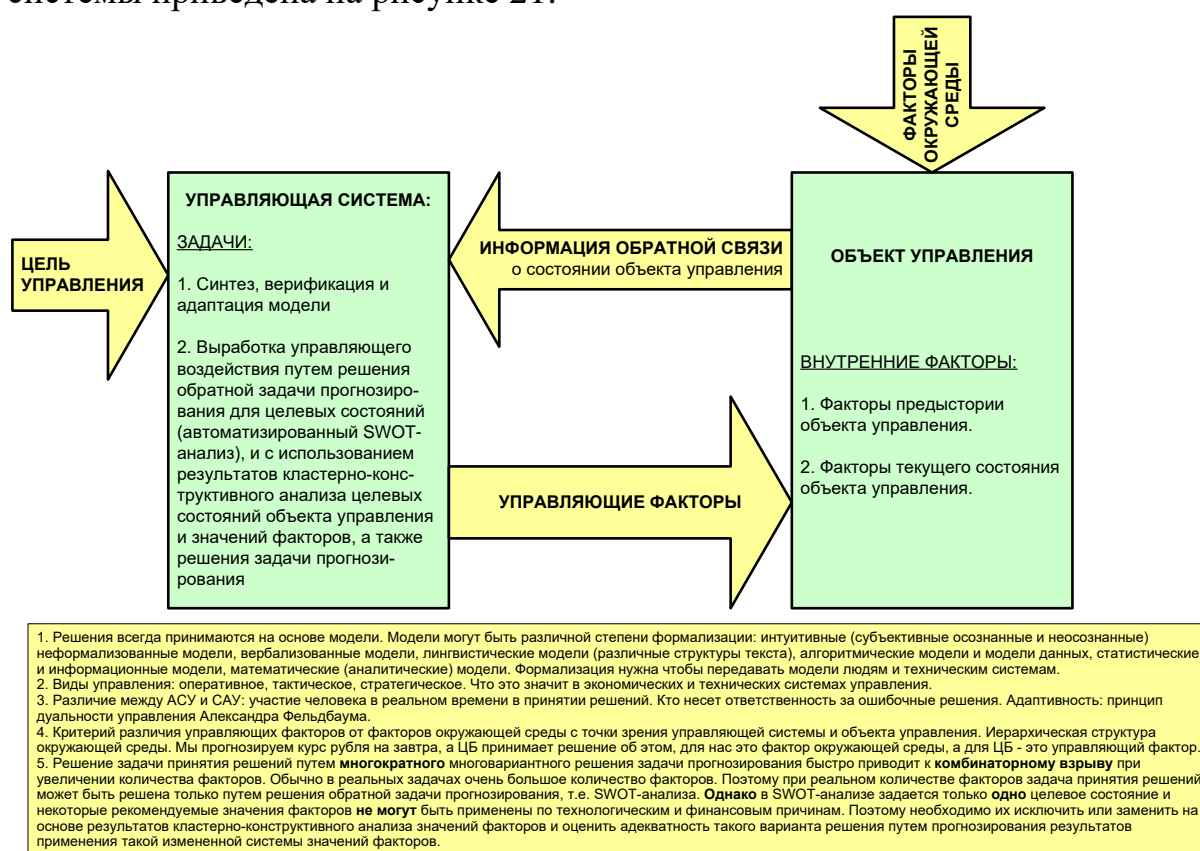 системы приведена на рисунке 21.
ФАКТОРЫ
ОКРУЖАЮЩЕЙ
СРЕДЫ
ЦЕЛЬ
УПРАВЛЕНИЯ
УПРАВЛЯЮЩАЯ СИСТЕМА:
ЗАДАЧИ:
1. Синтез, верификация и
адаптация модели
2. Выработка управляющего
воздействия путем решения
обратной задачи прогнозиро-
вания для целевых состояний
(автоматизированный SWOT-
анализ), и с использованием
результатов кластерно-конс-
труктивного анализа целевых
состояний объекта управления
и значений факторов, а также
решения задачи прогнози-
рования
ИНФОРМАЦИЯ ОБРАТНОЙ СВЯЗИ
о состоянии объекта управления
УПРАВЛЯЮЩИЕ ФАКТОРЫ
ОБЪЕКТ УПРАВЛЕНИЯ
ВНУТРЕННИЕ ФАКТОРЫ:
1. Факторы предыстории
объекта управления.
2. Факторы текущего состояния
объекта управления.
1. Решения всегда принимаются на основе модели. Модели могут быть различной степени формализации: интуитивные (субъективные осознанные и неосознанные)
неформализованные модели, вербализованные модели, лингвистические модели (различные структуры текста), алгоритмические модели и модели данных, статистические
и информационные модели, математические (аналитические) модели. Формализация нужна чтобы передавать модели людям и техническим системам.
2. Виды управления: оперативное, тактическое, стратегическое. Что это значит в экономических и технических системах управления.
3. Различие между АСУ и САУ: участие человека в реальном времени в принятии решений. Кто несет ответственность за ошибочные решения. Адаптивность: принцип
дуальности управления Александра Фельдбаума.
4. Критерий различия управляющих факторов от факторов окружающей среды с точки зрения управляющей системы и объекта управления. Иерархическая структура
окружающей среды. Мы прогнозируем курс рубля на завтра, а ЦБ принимает решение об этом, для нас это фактор окружающей среды, а для ЦБ - это управляющий фактор.
5. Решение задачи принятия решений путем многократного многовариантного решения задачи прогнозирования быстро приводит к комбинаторному взрыву при
увеличении количества факторов. Обычно в реальных задачах очень большое количество факторов. Поэтому при реальном количестве факторов задача принятия решений
может быть решена только путем решения обратной задачи прогнозирования, т.е. SWOT-анализа. Однако в SWOT-анализе задается только одно целевое состояние и
некоторые рекомендуемые значения факторов не могут быть применены по технологическим и финансовым причинам. Поэтому необходимо их исключить или заменить на
основе результатов кластерно-конструктивного анализа значений факторов и оценить адекватность такого варианта решения путем прогнозирования результатов
применения такой измененной системы значений факторов.